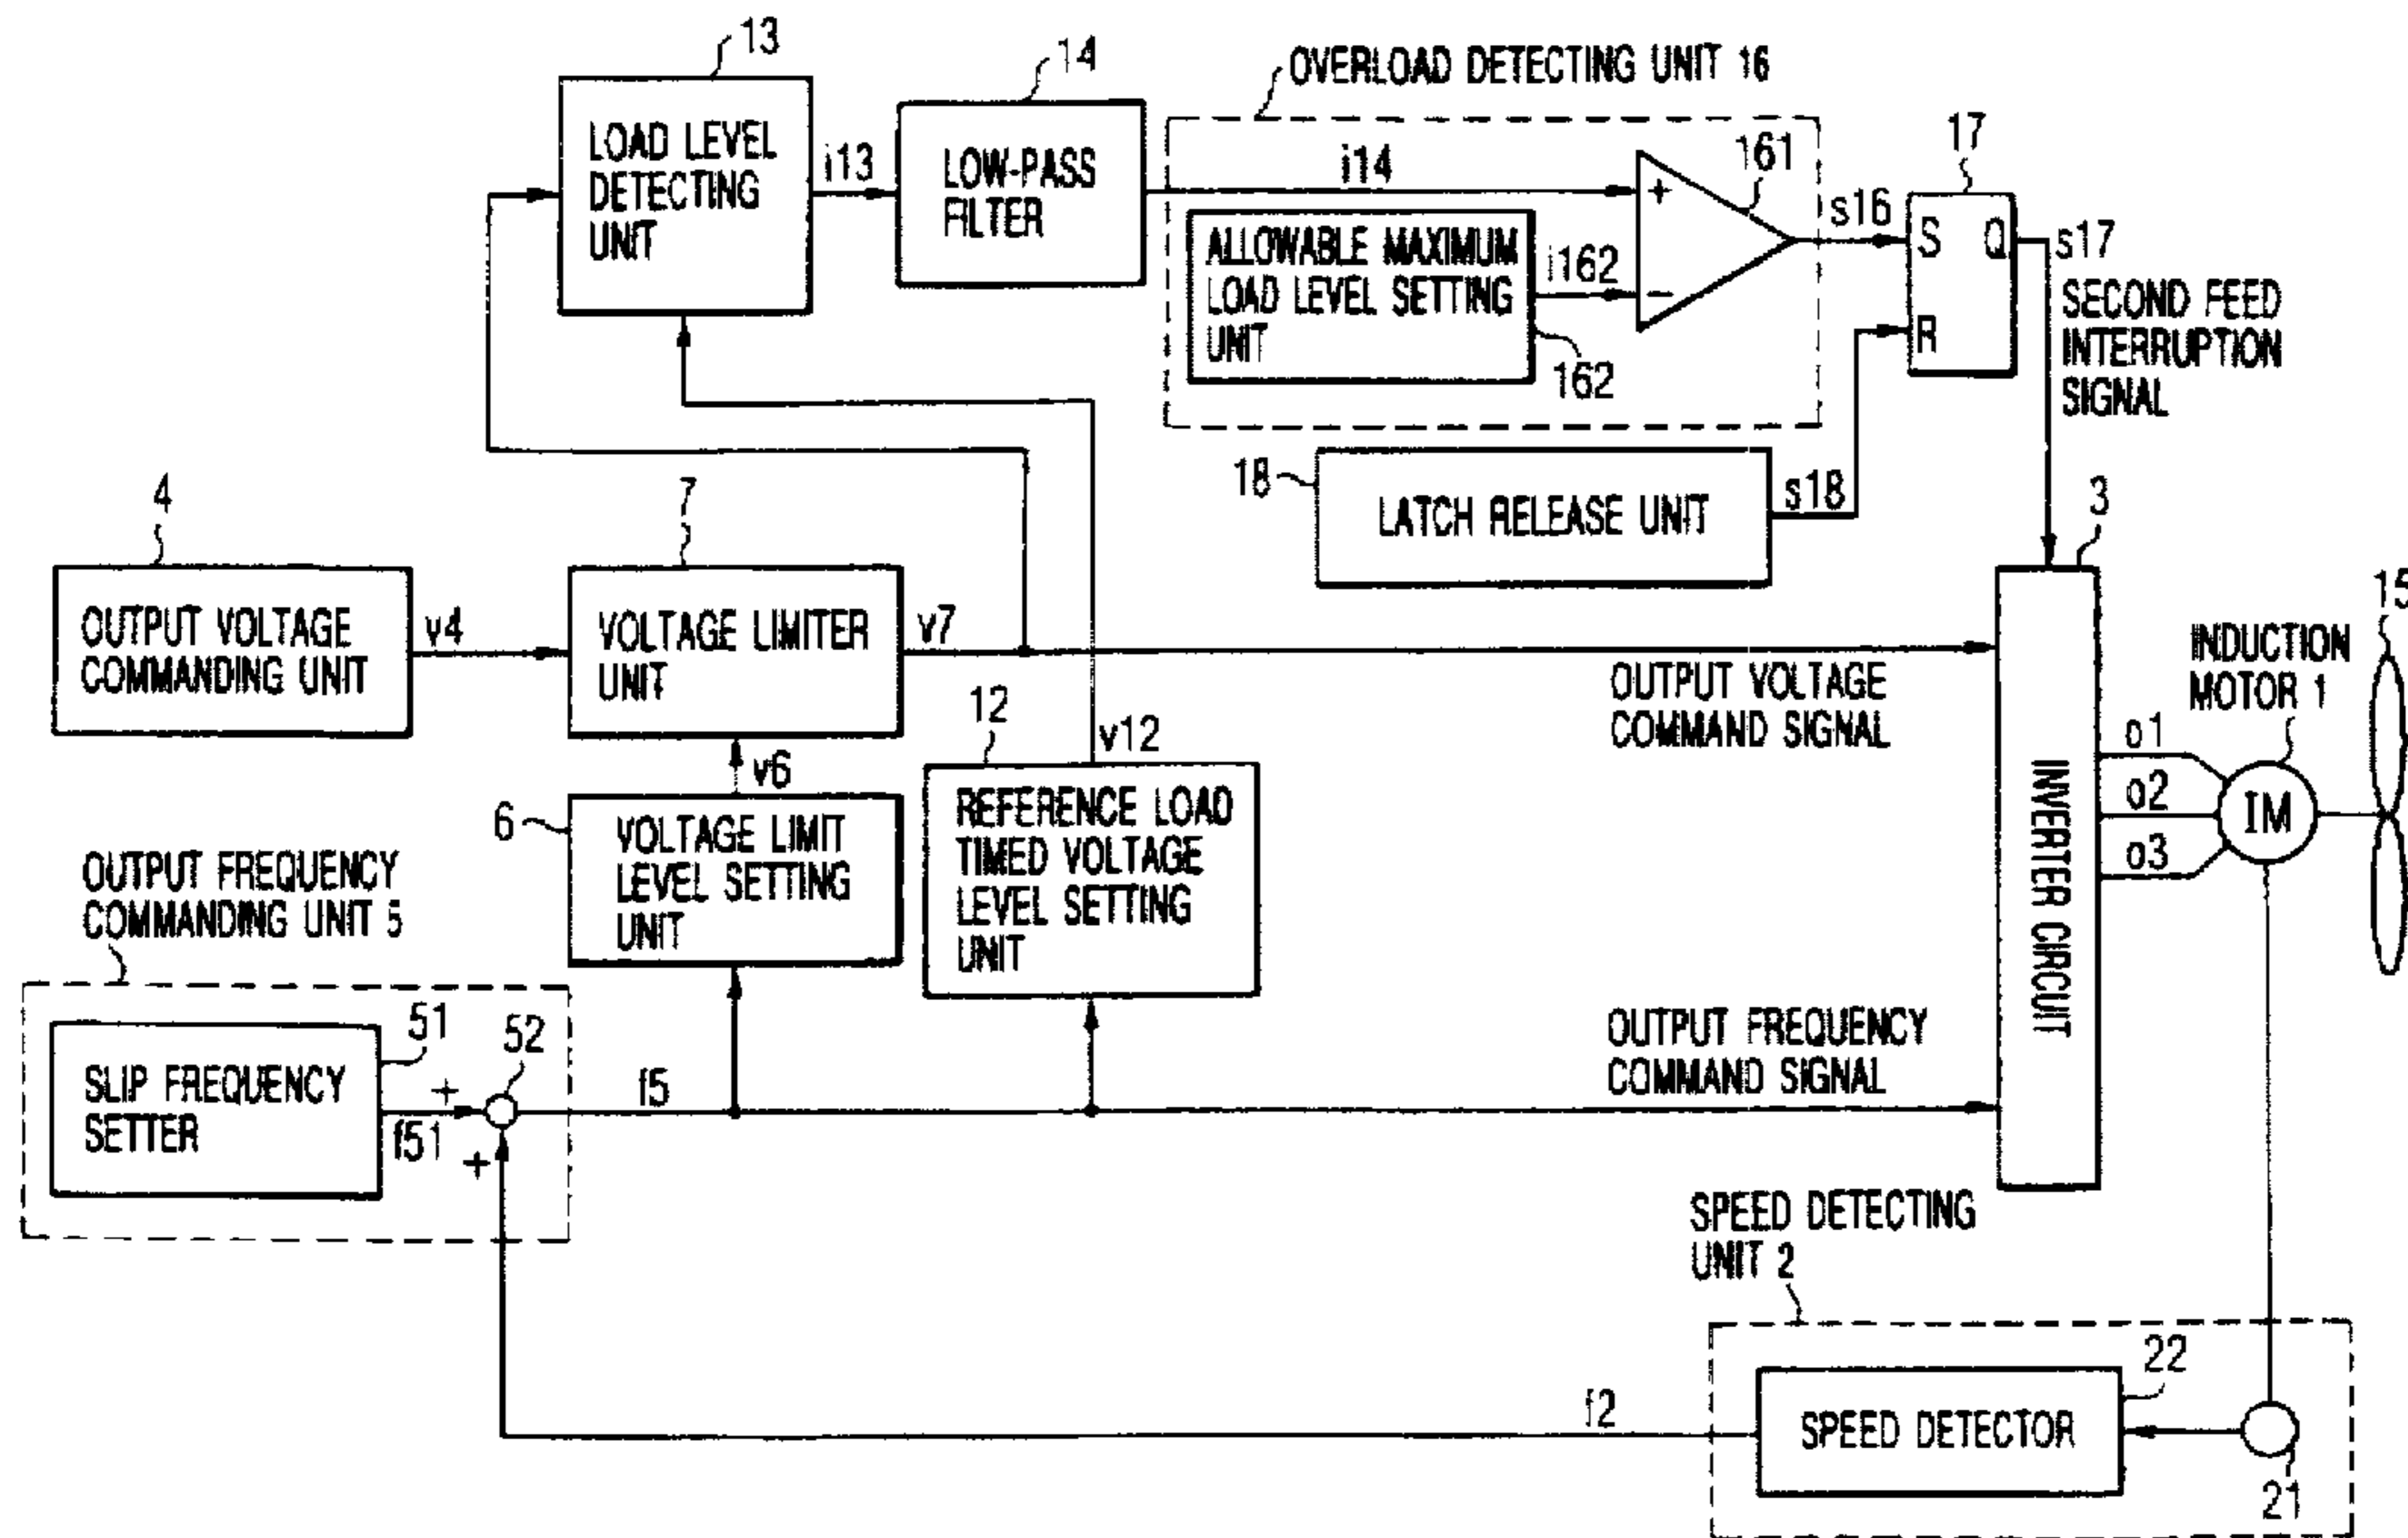 13
14
OVERLOAD DETECTING UNIT 16
17
LOAD LEVEL
DETECTING
UNIT
i13
LOW-PASS
FILTER
i14
161
+
ALLOWABLE MAXIMUM
LOAD LEVEL SETTING
UNIT
i162
−
162
s16
S Q
R
s17
SECOND FEED
INTERRUPTION
SIGNAL
18
LATCH RELEASE UNIT
s18
4
7
3
15
OUTPUT VOLTAGE
COMMANDING UNIT
v4
VOLTAGE LIMITER
UNIT
v7
OUTPUT VOLTAGE
COMMAND SIGNAL
INDUCTION
MOTOR 1
12
v12
v6
6
VOLTAGE LIMIT
LEVEL SETTING
UNIT
REFERENCE LOAD
TIMED VOLTAGE
LEVEL SETTING
UNIT
INVERTER CIRCUIT
o1
o2
o3
IM
OUTPUT FREQUENCY
COMMANDING UNIT 5
51
52
SLIP FREQUENCY
SETTER
+
f51
+
f5
OUTPUT FREQUENCY
COMMAND SIGNAL
SPEED DETECTING
UNIT 2
22
f2
SPEED DETECTOR
21